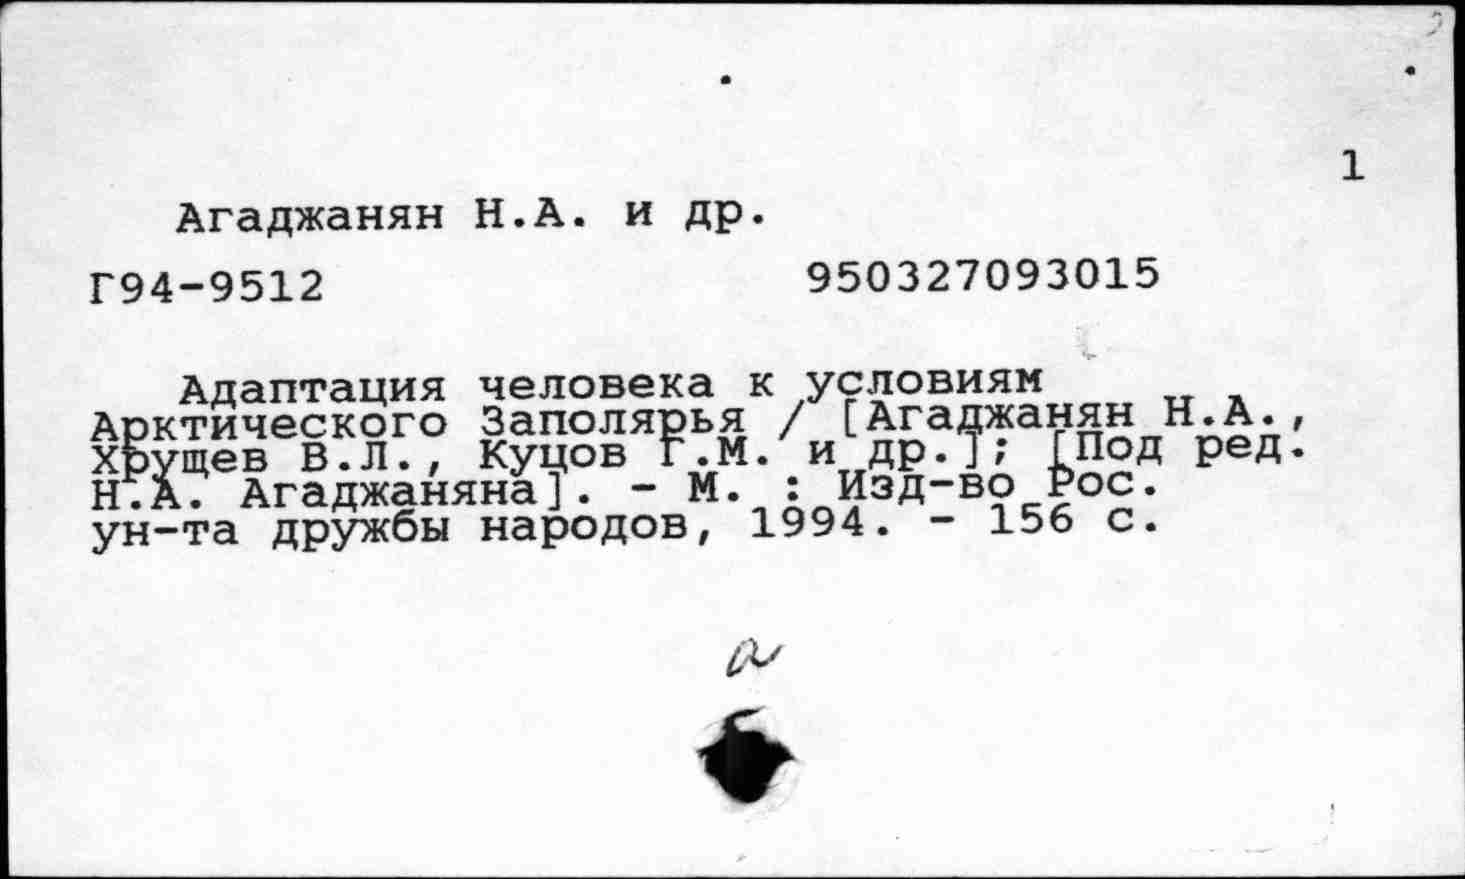 1
Агаджанян Н.А. и др.
Г94-9512 950327093015
Адаптация человека к условиям
Арктического Заполярья / [Агаджанян Н.А.,
Хрущев В.Л., Куцов Г.М. и др.]; [Под ред.
Н.А. Агаджаняна]. - М. : Изд-во Рос.
ун-та дружбы народов, 1994. - 156 с.